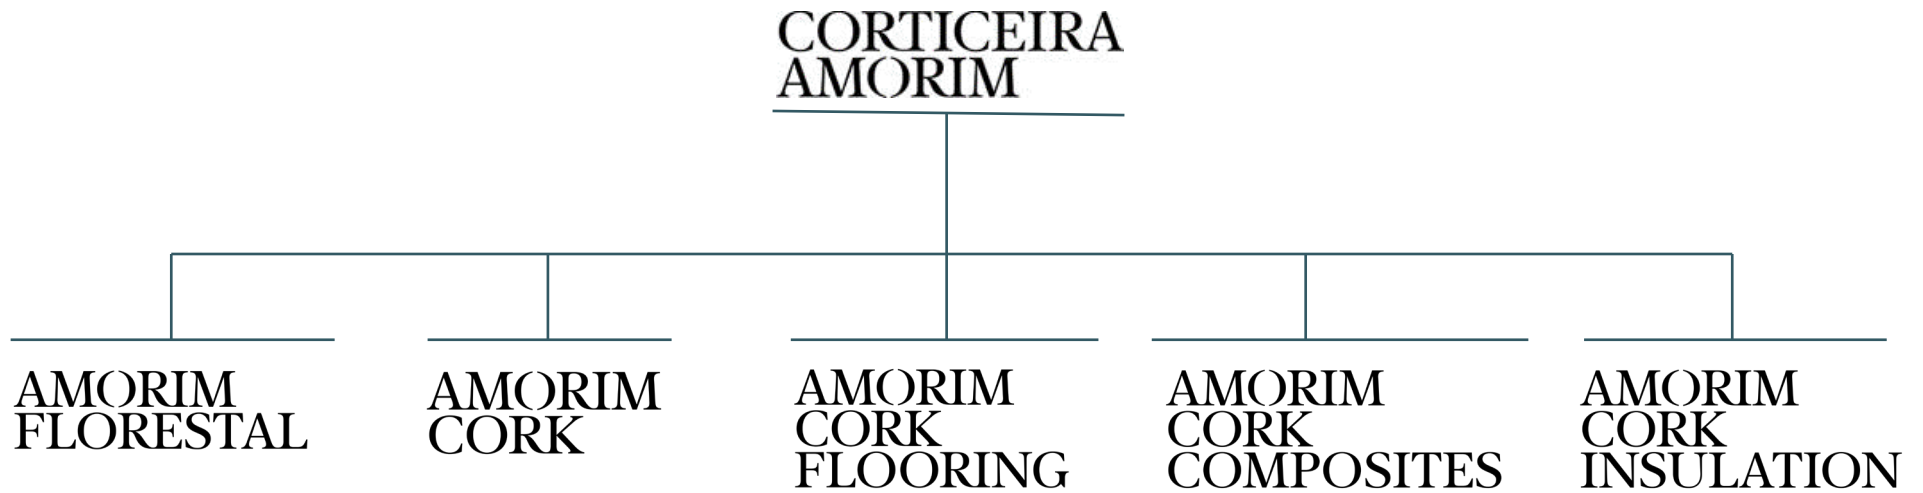 CORTICEIRA
AMORIM
AMORIM
FLORESTAL
AMORIM
CORK
AMORIM
CORK
FLOORING
AMORIM
CORK
COMPOSITES
AMORIM
CORK
INSULATION